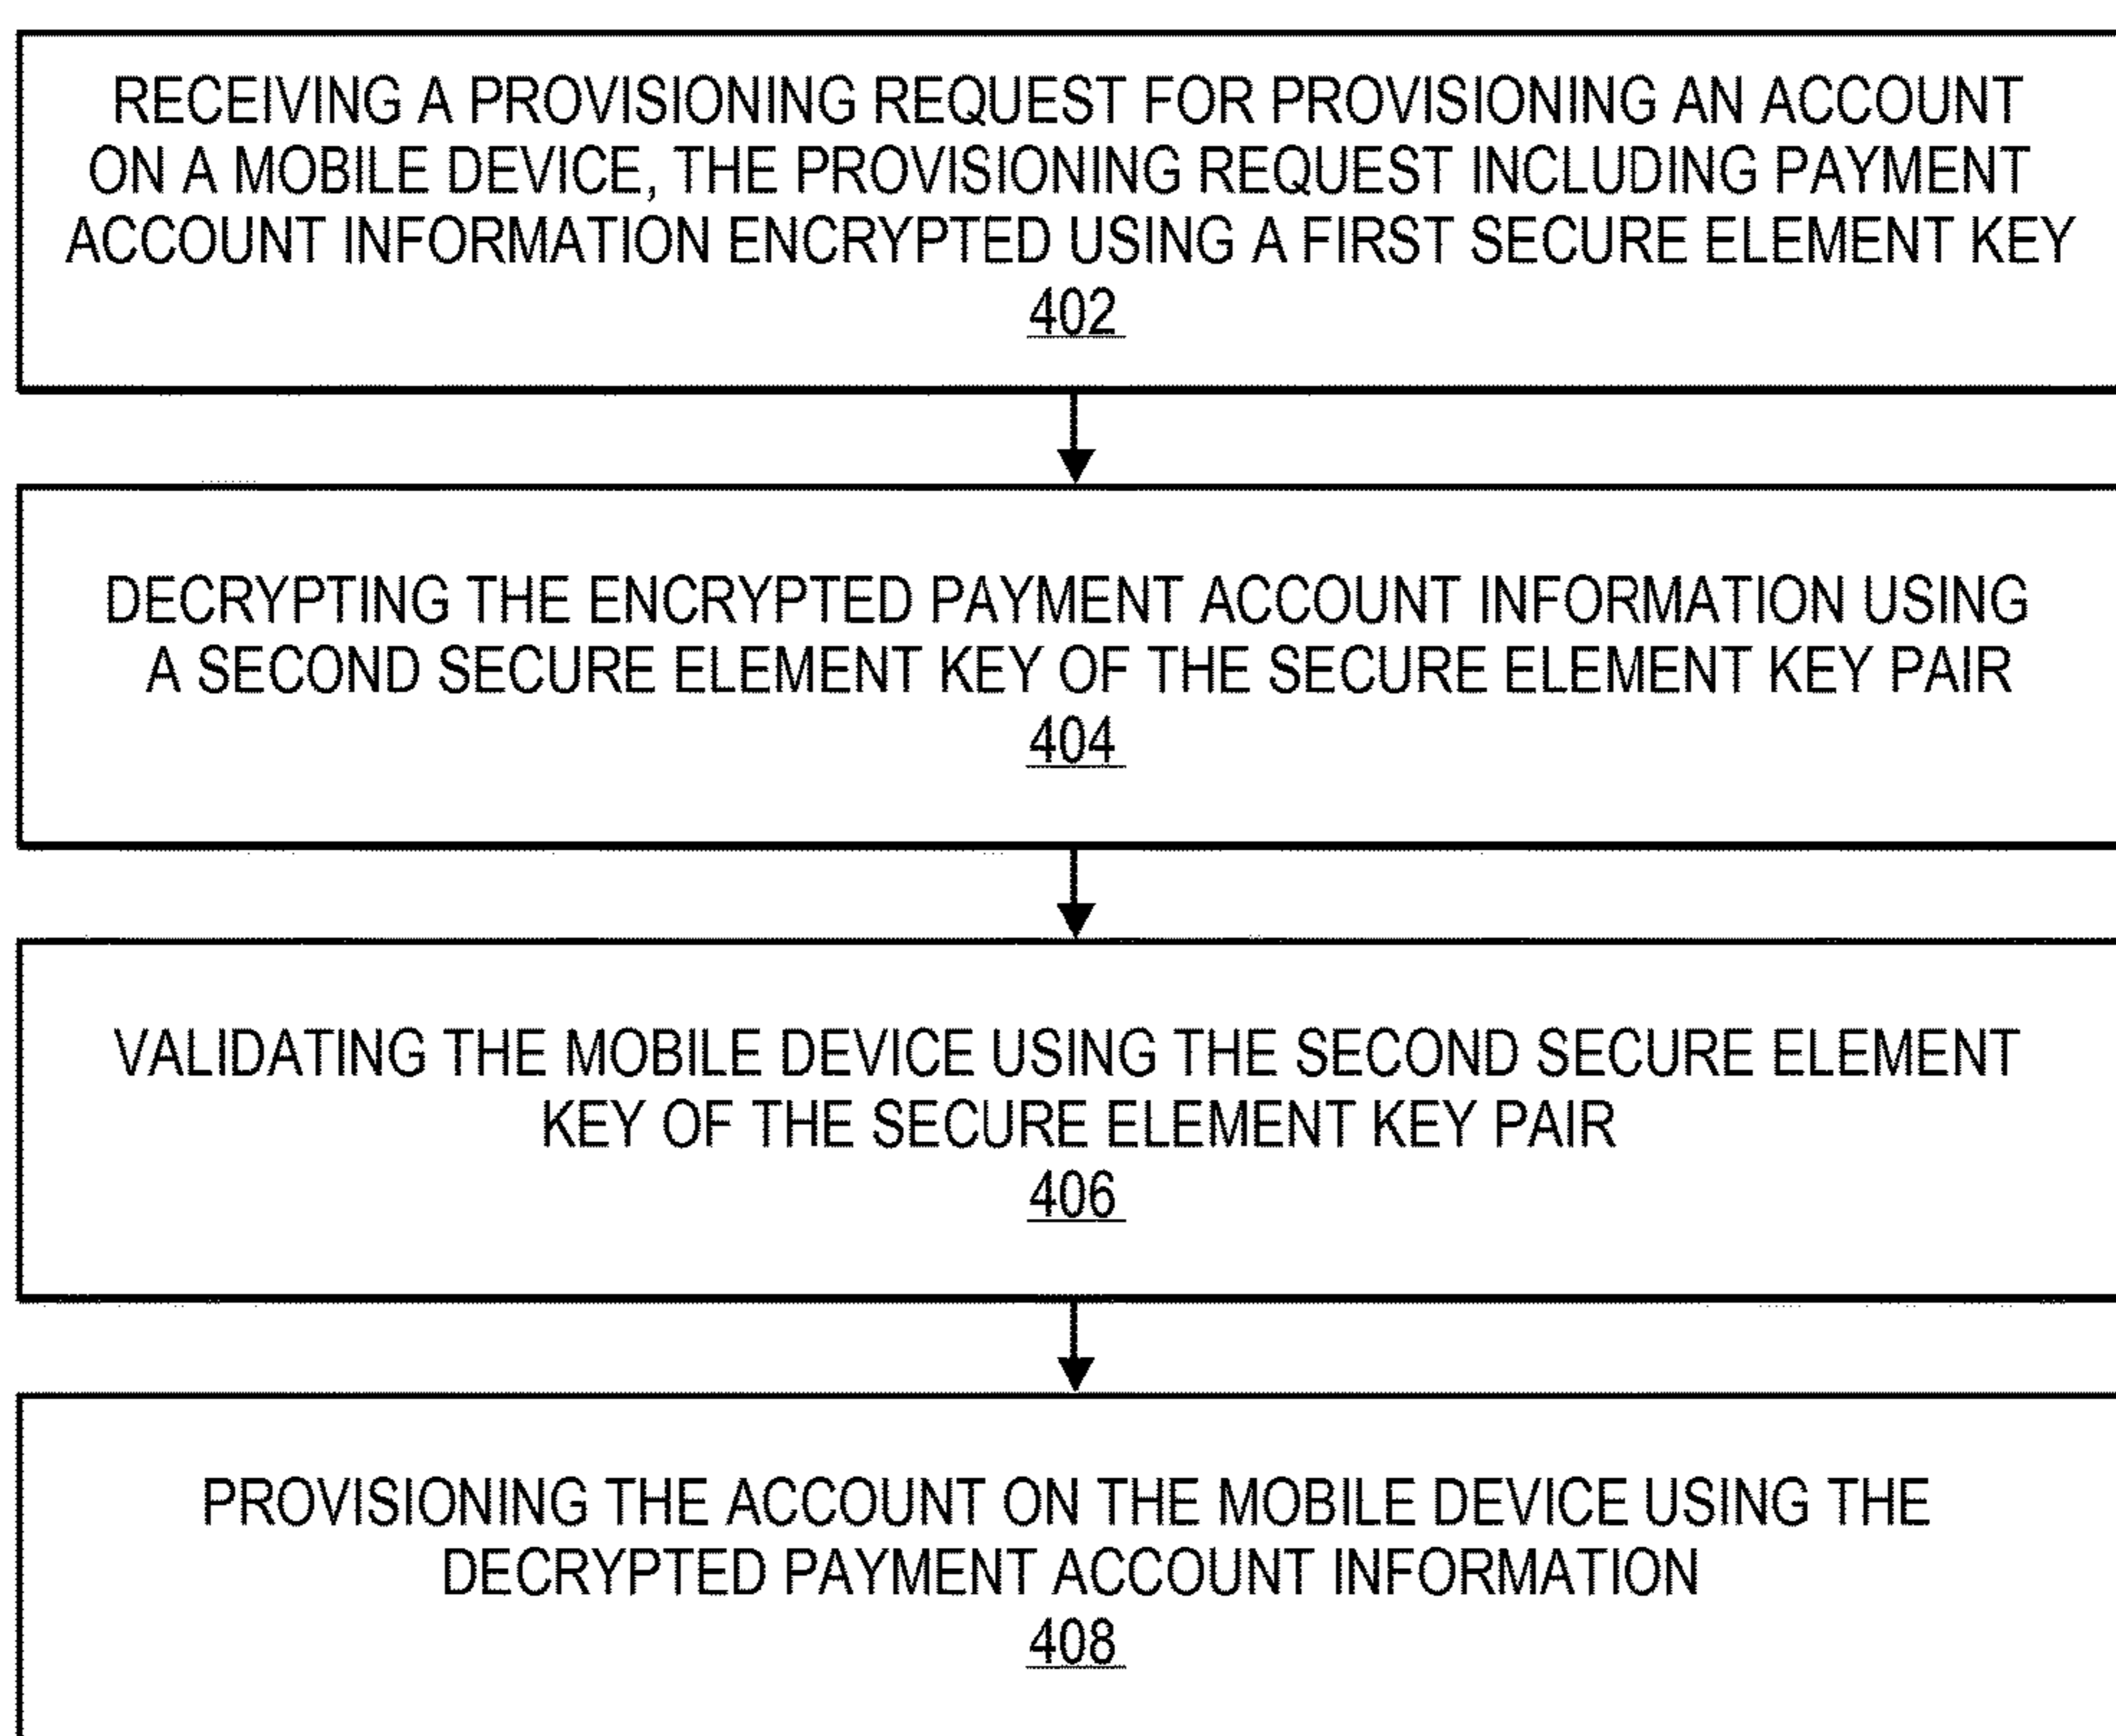 RECEIVING A PROVISIONING REQUEST FOR PROVISIONING AN ACCOUNT
ON A MOBILE DEVICE, THE PROVISIONING REQUEST INCLUDING PAYMENT
ACCOUNT INFORMATION ENCRYPTED USING A FIRST SECURE ELEMENT KEY
402
DECRYPTING THE ENCRYPTED PAYMENT ACCOUNT INFORMATION USING
A SECOND SECURE ELEMENT KEY OF THE SECURE ELEMENT KEY PAIR
404
VALIDATING THE MOBILE DEVICE USING THE SECOND SECURE ELEMENT
KEY OF THE SECURE ELEMENT KEY PAIR
406
PROVISIONING THE ACCOUNT ON THE MOBILE DEVICE USING THE
DECRYPTED PAYMENT ACCOUNT INFORMATION
408